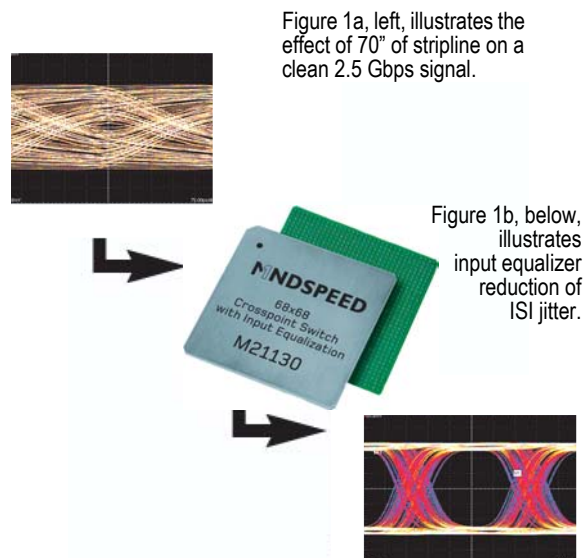 Figure 1a, left, illustrates the
effect of 70” of stripline on a
clean 2.5 Gbps signal.
Figure 1b, below,
illustrates
input equalizer
reduction of
ISI jitter.
MNDSPEED
68x68
Crosspoint Switch
with Input Equalization
M21130